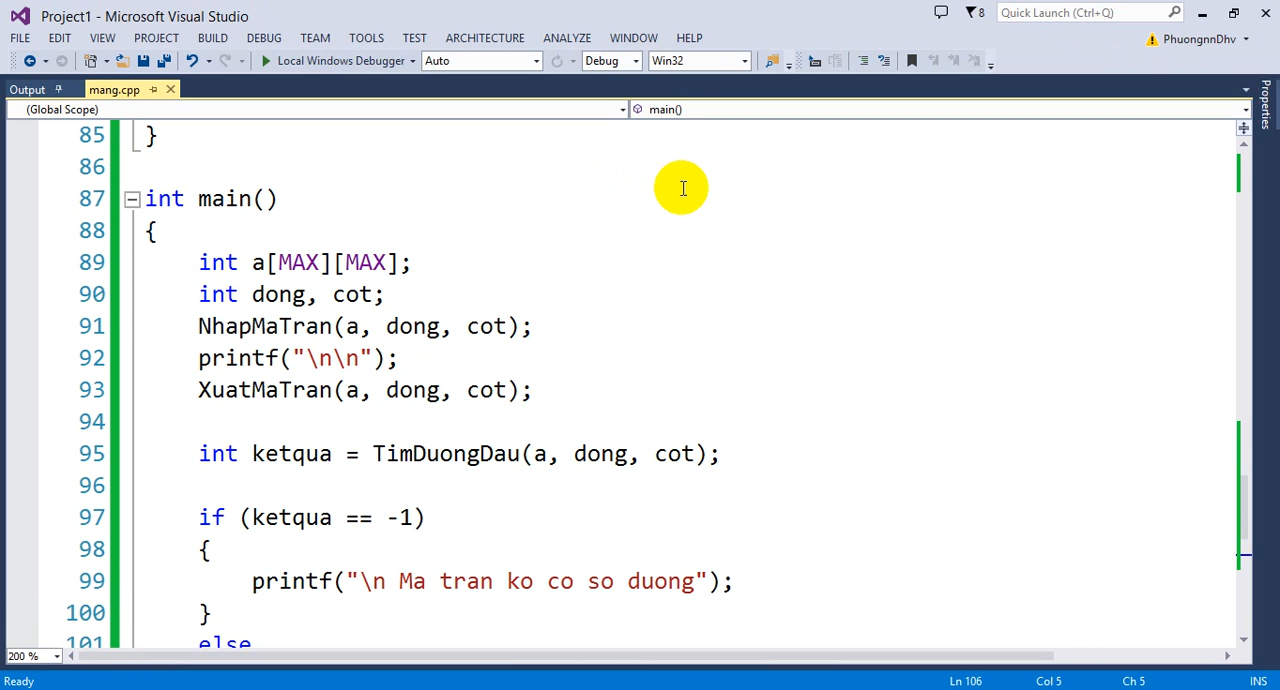 Project1 - Microsoft Visual Studio
8
Quick Launch (Ctrl+Q)
FILE EDIT VIEW PROJECT BUILD DEBUG TEAM TOOLS TEST ARCHITECTURE ANALYZE WINDOW HELP
PhuongnnDhv
Local Windows Debugger Auto Debug Win32
Output mang.cpp
Properties
(Global Scope) main()
85 }
86
87 int main()
88 {
89 int a[MAX][MAX];
90 int dong, cot;
91 NhapMaTran(a, dong, cot);
92 printf("\n\n");
93 XuatMaTran(a, dong, cot);
94
95 int ketqua = TimDuongDau(a, dong, cot);
96
97 if (ketqua == -1)
98 {
99 printf("\n Ma tran ko co so duong");
100 }
101 else
200 %
Ready Ln 106 Col 5 Ch 5 INS